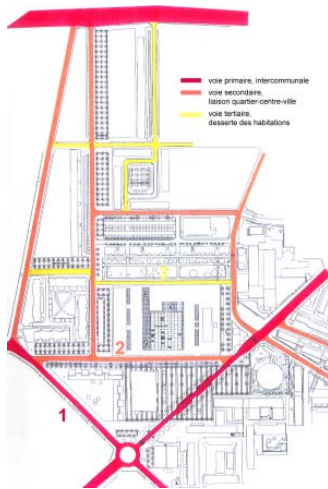 voie primaire, intercommunale
voie secondaire,
liaison quartier-centre-ville
voie tertiaire,
desserte des habitations
3
2
1